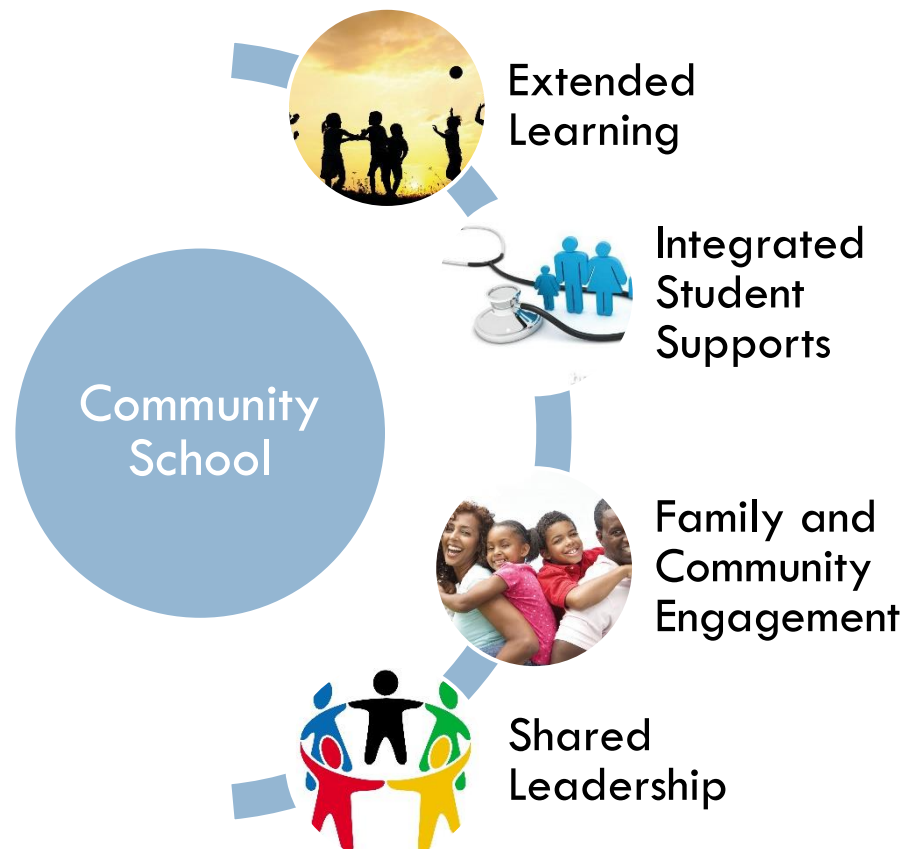 Extended
Learning
Integrated
Student
Supports
Community
School
Family and
Community
Engagement
Shared
Leadership